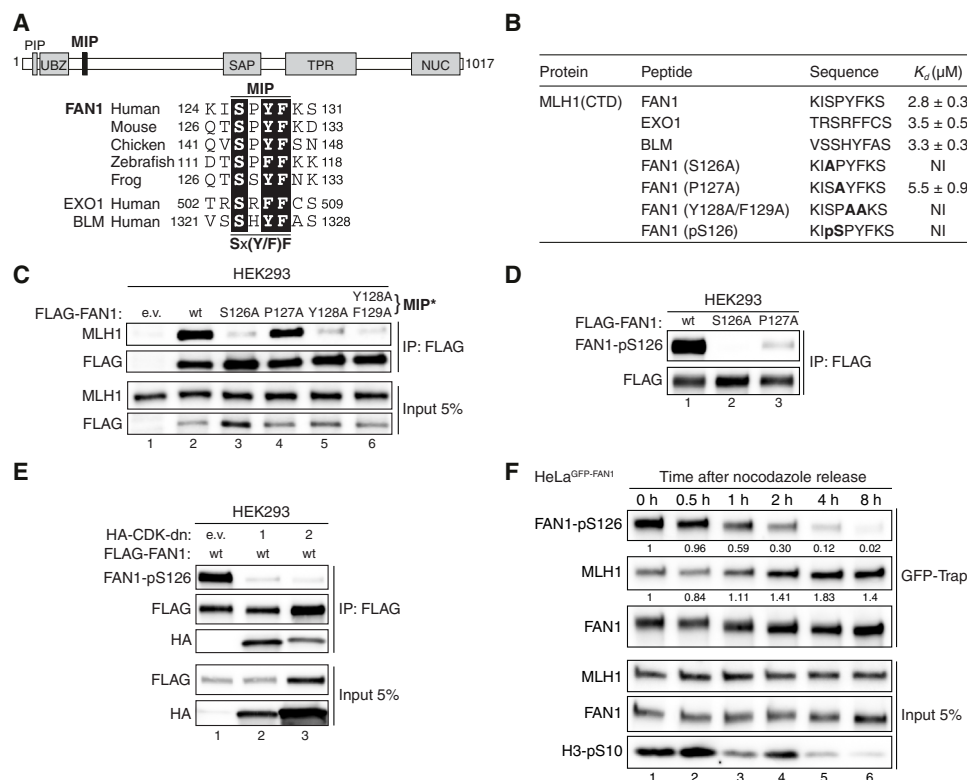 A
PIP MIP
1 UBZ SAP TPR NUC 1017
MIP
FAN1 Human 124 K I S P Y F K S 131
Mouse 126 Q T S P Y F K D 133
Chicken 141 Q V S P Y F S N 148
Zebrafish 111 D T S P F F K K 118
Frog 126 Q T S S Y F N K 133
EXO1 Human 502 T R S R F F C S 509
BLM Human 1321 V S S H Y F A S 1328
Sx(Y/F)F
B
Protein Peptide Sequence Kd (µM)
MLH1(CTD) FAN1 KISPYFKS 2.8 ± 0.3
EXO1 TRSRFFCS 3.5 ± 0.5
BLM VSSHYFAS 3.3 ± 0.3
FAN1 (S126A) KIAPYFKS NI
FAN1 (P127A) KISAYFKS 5.5 ± 0.9
FAN1 (Y128A/F129A) KISPAAKS NI
FAN1 (pS126) KIpSPYFKS NI
C
HEK293
FLAG-FAN1: e.v. wt S126A P127A Y128A Y128A F129A } MIP*
MLH1
FLAG
IP: FLAG
MLH1
FLAG
Input 5%
1 2 3 4 5 6
D
HEK293
FLAG-FAN1: wt S126A P127A
FAN1-pS126
FLAG
IP: FLAG
1 2 3
E
HEK293
HA-CDK-dn: e.v. 1 2
FLAG-FAN1: wt wt wt
FAN1-pS126
FLAG
HA
IP: FLAG
FLAG
HA
Input 5%
1 2 3
F
HeLaGFP-FAN1 Time after nocodazole release
0 h 0.5 h 1 h 2 h 4 h 8 h
FAN1-pS126
1 0.96 0.59 0.30 0.12 0.02
MLH1
1 0.84 1.11 1.41 1.83 1.4
FAN1
GFP-Trap
MLH1
FAN1
H3-pS10
Input 5%
1 2 3 4 5 6